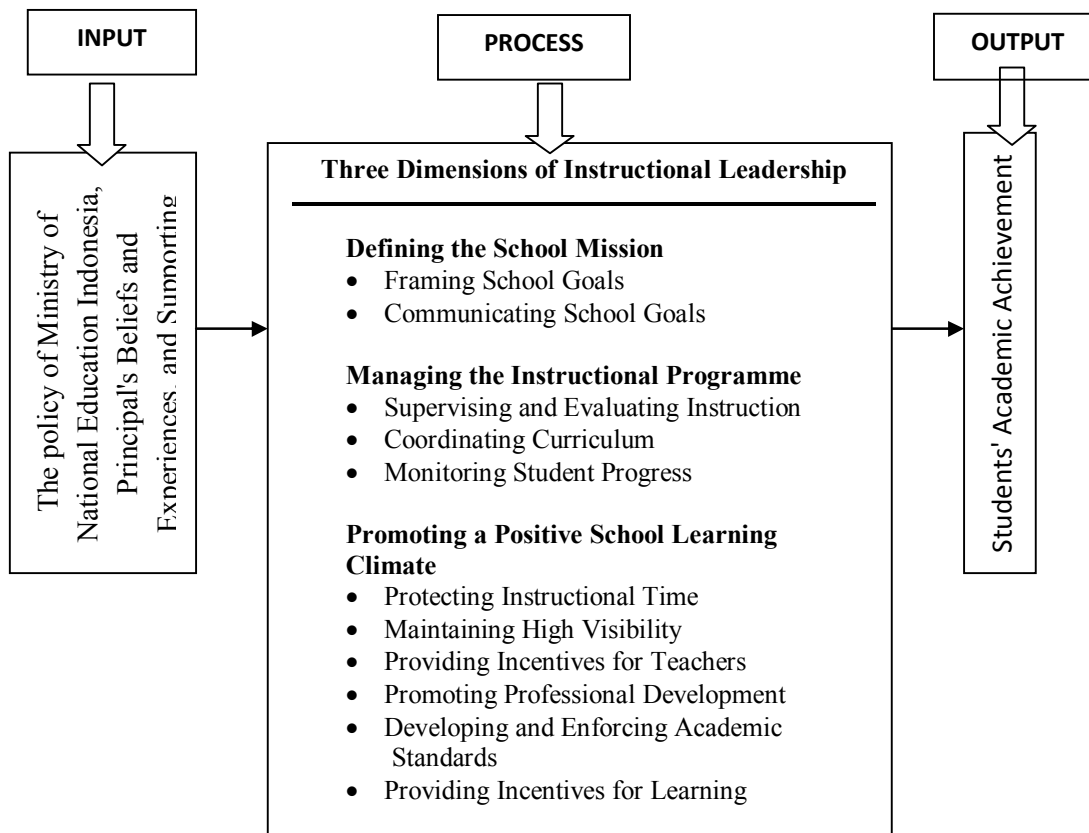 INPUT
PROCESS
OUTPUT
The policy of Ministry of
National Education Indonesia,
Principal's Beliefs and
Experiences, and Supporting
Three Dimensions of Instructional Leadership
Defining the School Mission
• Framing School Goals
• Communicating School Goals
Managing the Instructional Programme
• Supervising and Evaluating Instruction
• Coordinating Curriculum
• Monitoring Student Progress
Promoting a Positive School Learning
Climate
• Protecting Instructional Time
• Maintaining High Visibility
• Providing Incentives for Teachers
• Promoting Professional Development
• Developing and Enforcing Academic
Standards
• Providing Incentives for Learning
Students' Academic Achievement